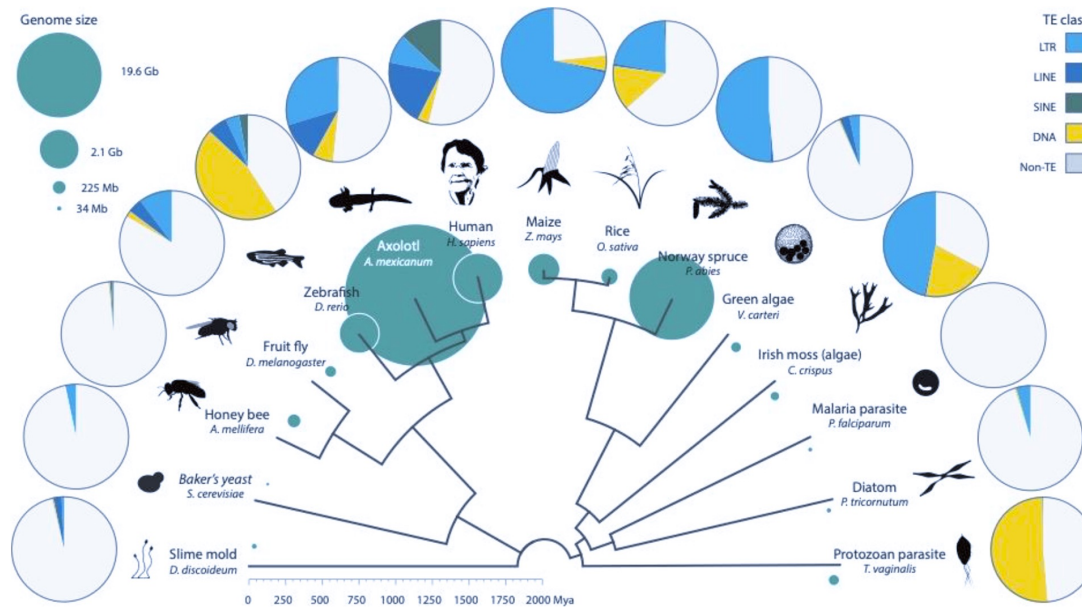 Genome size
19.6 Gb
2.1 Gb
225 Mb
34 Mb
TE clas
LTR
LINE
SINE
DNA
Non-TE
Axolotl
A. mexicanum
Human
H. sapiens
Maize
Z. mays
Rice
O. sativa
Norway spruce
P. abies
Zebrafish
D. rerio
Green algae
V. carteri
Fruit fly
D. melanogaster
Irish moss (algae)
C. crispus
Honey bee
A. mellifera
Malaria parasite
P. falciparum
Baker's yeast
S. cerevisiae
Diatom
P. tricornutum
Slime mold
D. discoideum
Protozoan parasite
T. vaginalis
0 250 500 750 1000 1250 1500 1750 2000 Mya